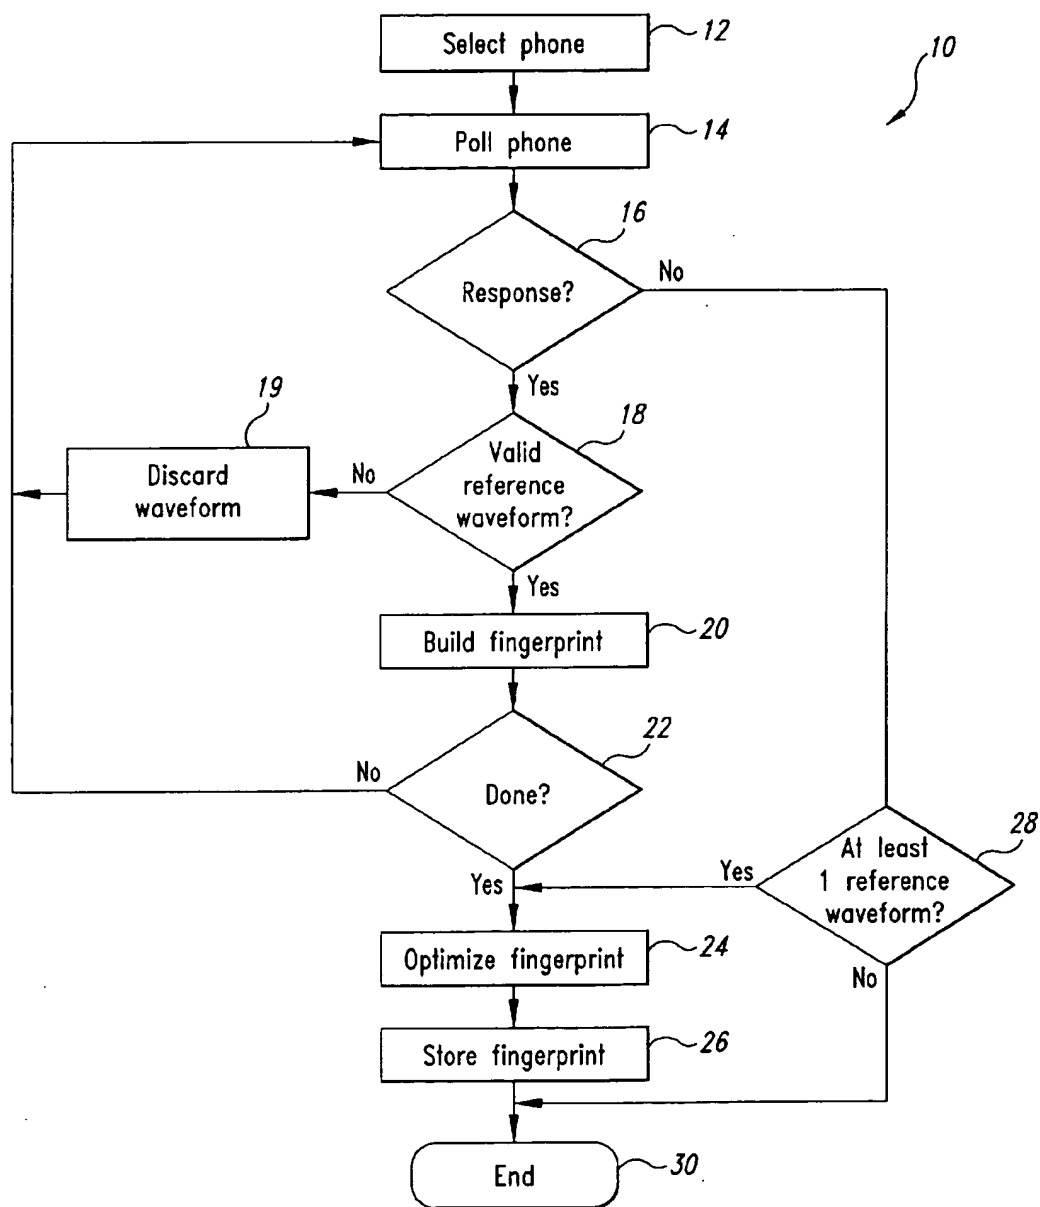 Select phone
12
10
Poll phone
14
16
Response?
No
Yes
19
18
Discard
waveform
No
Valid
reference
waveform?
Yes
Build fingerprint
20
22
No
Done?
28
Yes
Yes
At least
1 reference
waveform?
Optimize fingerprint
24
No
Store fingerprint
26
End
30